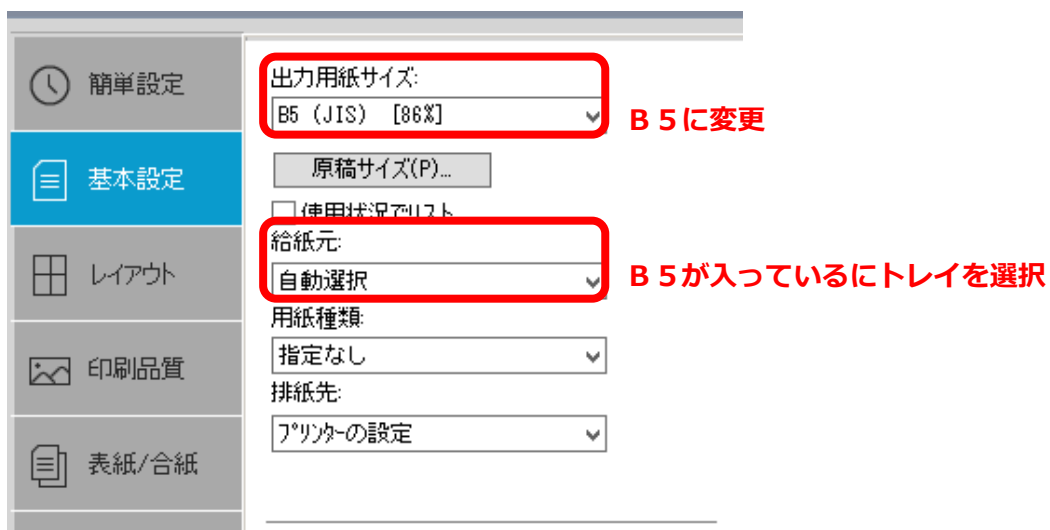 簡単設定
基本設定
レイアウト
印刷品質
表紙/合紙
出力用紙サイズ:
B5 (JIS) [86%]
B5に変更
原稿サイズ(P)...
使用状況でリスト
給紙元:
自動選択
B5が入っているにトレイを選択
用紙種類:
指定なし
排紙先:
プリンターの設定